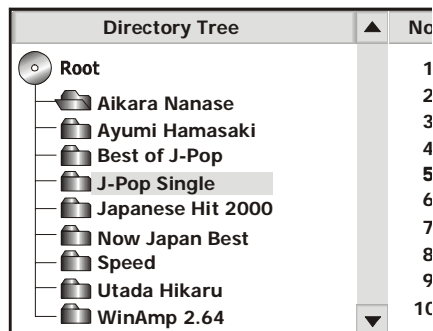 Directory Tree
No
Root
1
Aikara Nanase
2
Ayumi Hamasaki
3
Best of J-Pop
4
J-Pop Single
5
Japanese Hit 2000
6
Now Japan Best
7
Speed
8
Utada Hikaru
9
WinAmp 2.64
10